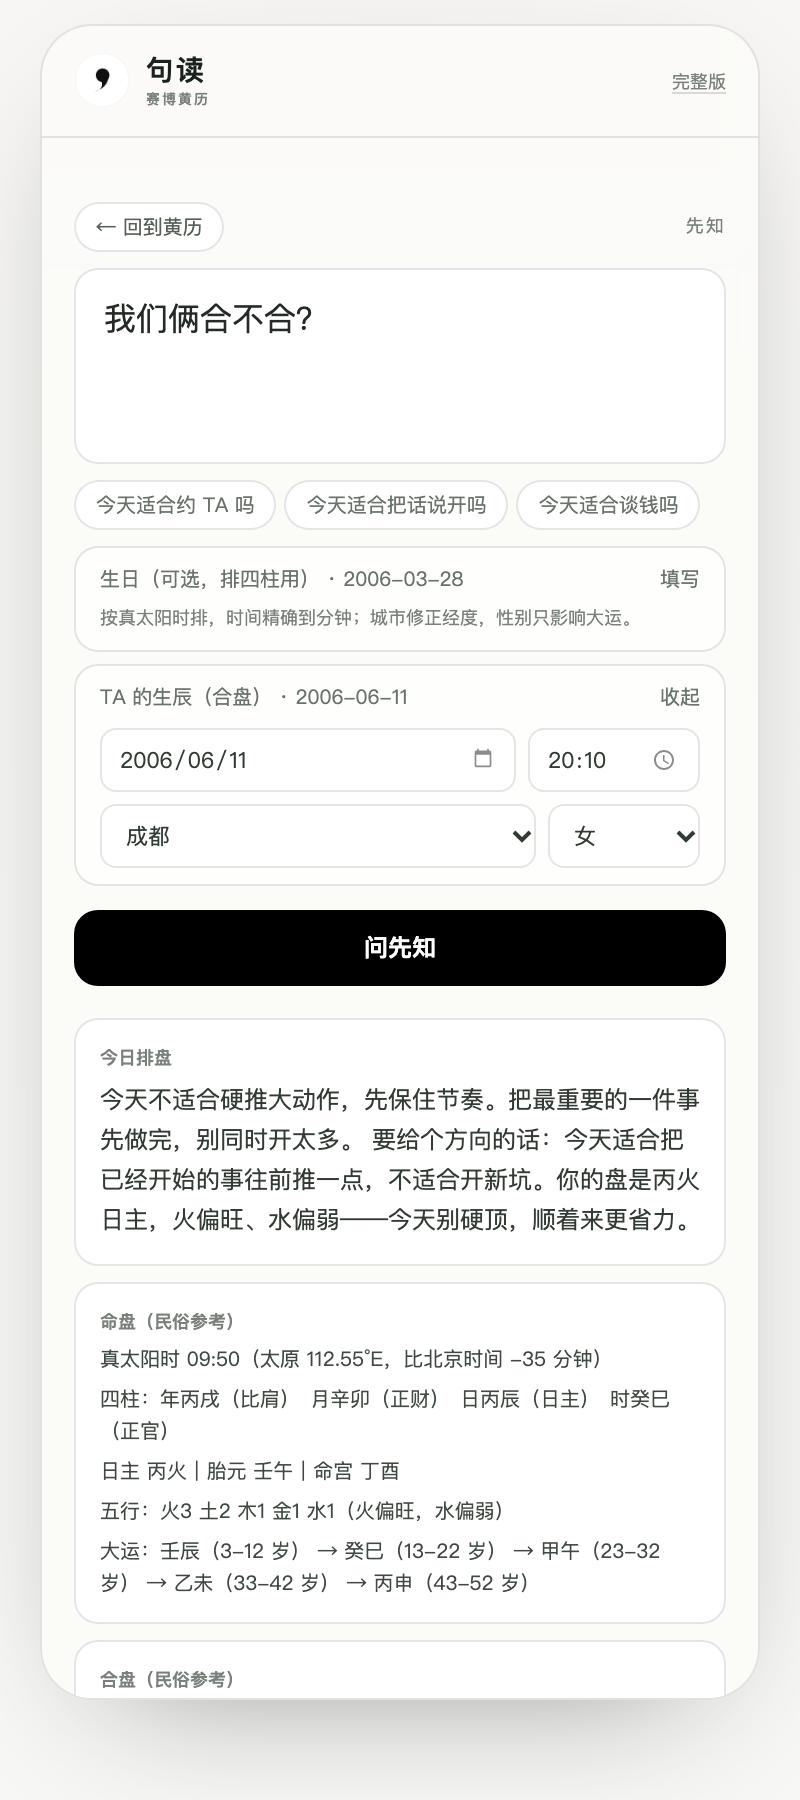 句读
赛博黄历
完整版
← 回到黄历
先知
我们俩合不合?
今天适合约 TA 吗
今天适合把话说开吗
今天适合谈钱吗
生日（可选，排四柱用） · 2006-03-28
填写
按真太阳时排，时间精确到分钟；城市修正经度，性别只影响大运。
TA 的生辰（合盘） · 2006-06-11
收起
2006/06/11
20:10
成都
女
问先知
今日排盘
今天不适合硬推大动作，先保住节奏。把最重要的一件事
先做完，别同时开太多。 要给个方向的话：今天适合把
已经开始的事往前推一点，不适合开新坑。你的盘是丙火
日主，火偏旺、水偏弱——今天别硬顶，顺着来更省力。
命盘（民俗参考）
真太阳时 09:50（太原 112.55°E，比北京时间 -35 分钟）
四柱：年丙戌（比肩） 月辛卯（正财） 日丙辰（日主） 时癸巳
（正官）
日主 丙火 | 胎元 壬午 | 命宫 丁酉
五行：火3 土2 木1 金1 水1（火偏旺，水偏弱）
大运：壬辰（3-12 岁） → 癸巳（13-22 岁） → 甲午（23-32
岁） → 乙未（33-42 岁） → 丙申（43-52 岁）
合盘（民俗参考）